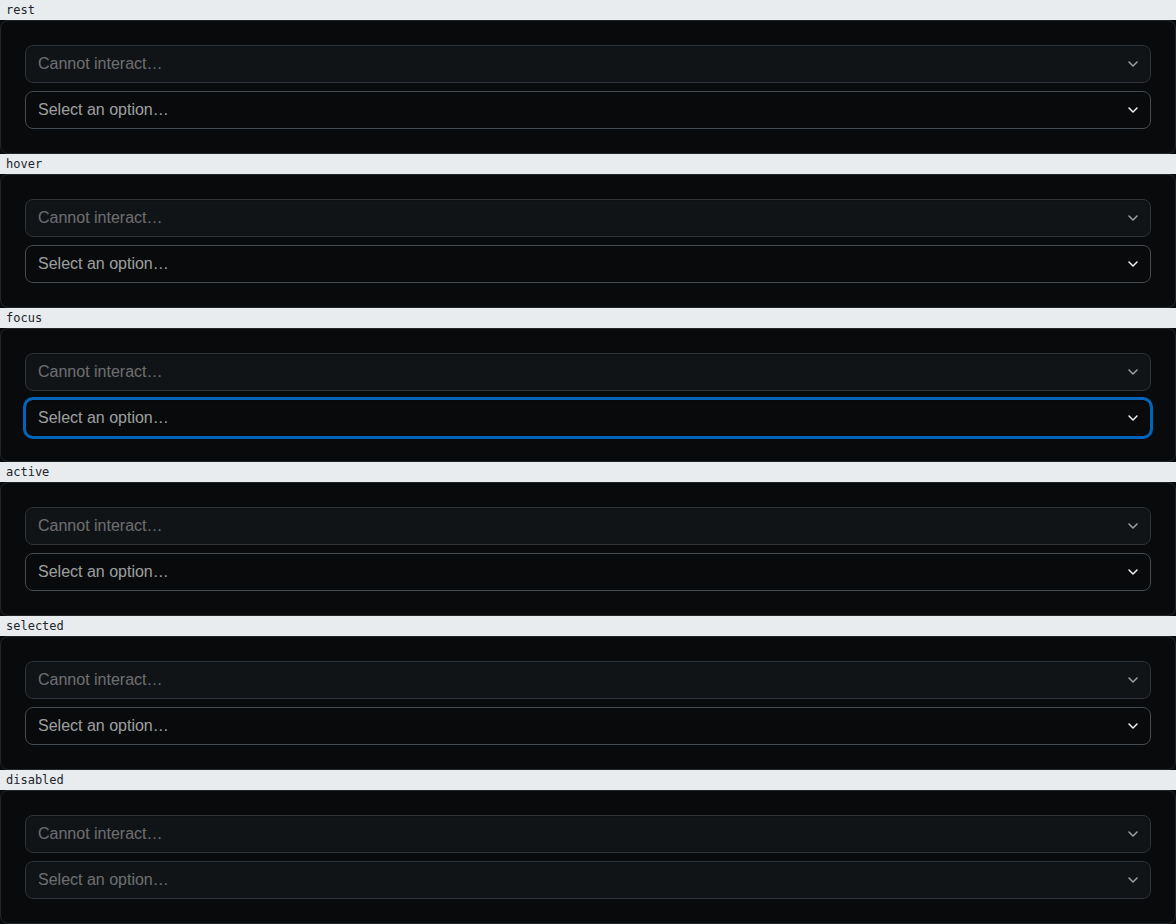 rest
Cannot interact…
Select an option…
hover
Cannot interact…
Select an option…
focus
Cannot interact…
Select an option…
active
Cannot interact…
Select an option…
selected
Cannot interact…
Select an option…
disabled
Cannot interact…
Select an option…